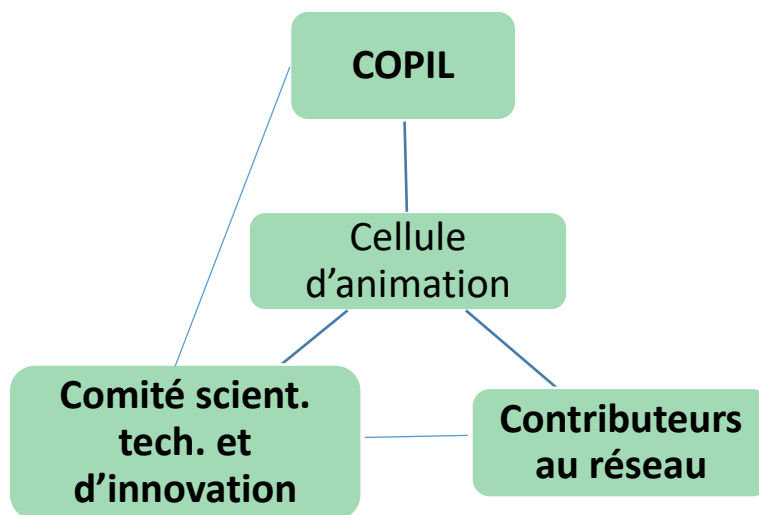 COPIL
Cellule
d’animation
Comité scient.
tech. et
d’innovation
Contributeurs
au réseau